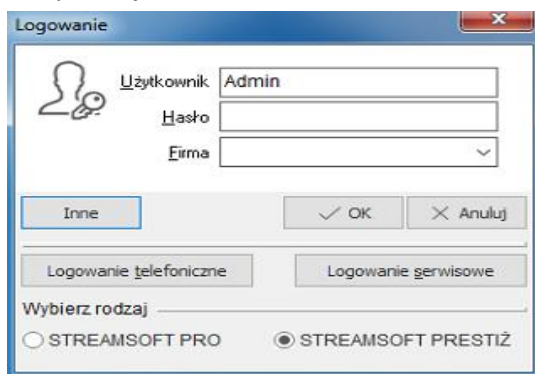 Logowanie
Użytkownik Admin
Hasło
Firma
Inne OK Anuluj
Logowanie telefoniczne Logowanie serwisowe
Wybierz rodzaj
STREAMSOFT PRO STREAMSOFT PRESTIŻ